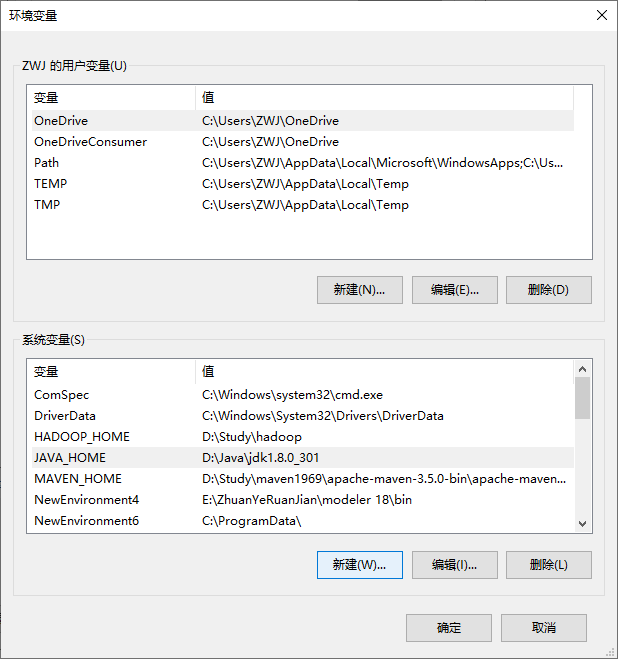 环境变量
ZWJ 的用户变量(U)
变量 值
OneDrive C:\Users\ZWJ\OneDrive
OneDriveConsumer C:\Users\ZWJ\OneDrive
Path C:\Users\ZWJ\AppData\Local\Microsoft\WindowsApps;C:\Us...
TEMP C:\Users\ZWJ\AppData\Local\Temp
TMP C:\Users\ZWJ\AppData\Local\Temp
新建(N)... 编辑(E)... 删除(D)
系统变量(S)
变量 值
ComSpec C:\Windows\system32\cmd.exe
DriverData C:\Windows\System32\Drivers\DriverData
HADOOP_HOME D:\Study\hadoop
JAVA_HOME D:\Java\jdk1.8.0_301
MAVEN_HOME D:\Study\maven1969\apache-maven-3.5.0-bin\apache-maven...
NewEnvironment4 E:\ZhuanYeRuanJian\modeler 18\bin
NewEnvironment6 C:\ProgramData\
新建(W)... 编辑(I)... 删除(L)
确定 取消